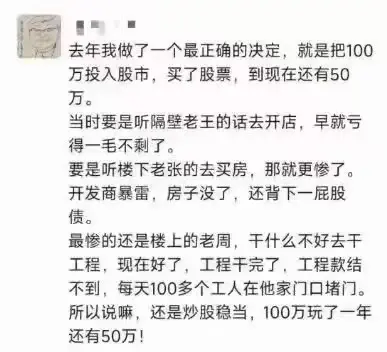 去年我做了一个最正确的决定，就是把100
万投入股市，买了股票，到现在还有50
万。
当时要是听隔壁老王的话去开店，早就亏
得一毛不剩了。
要是听楼下老张的去买房，那就更惨了。
开发商暴雷，房子没了，还背下一屁股
债。
最惨的还是楼上的老周，干什么不好去干
工程，现在好了，工程干完了，工程款结
不到，每天100多个工人在他家门口堵门。
所以说嘛，还是炒股稳当，100万玩了一年
还有50万！